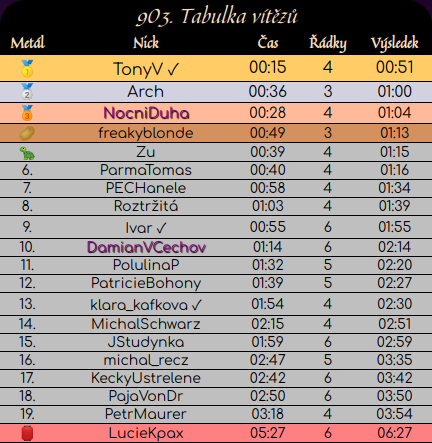 903. Tabulka vítězů
Metál Nick Čas Řádky Výsledek
TonyV ✓ 00:15 4 00:51
Arch 00:36 3 01:00
NocniDuha 00:28 4 01:04
freakyblonde 00:49 3 01:13
Zu 00:39 4 01:15
6. ParmaTomas 00:40 4 01:16
7. PECHanele 00:58 4 01:34
8. Roztržitá 01:03 4 01:39
9. Ivar ✓ 00:55 6 01:55
10. DamianVCechov 01:14 6 02:14
11. PolulinaP 01:32 5 02:20
12. PatricieBohony 01:39 5 02:27
13. klara_kafkova ✓ 01:54 4 02:30
14. MichalSchwarz 02:15 4 02:51
15. JStudynka 01:59 6 02:59
16. michal_recz 02:47 5 03:35
17. KeckyUstrelene 02:42 6 03:42
18. PajaVonDr 02:50 6 03:50
19. PetrMaurer 03:18 4 03:54
LucieKpax 05:27 6 06:27